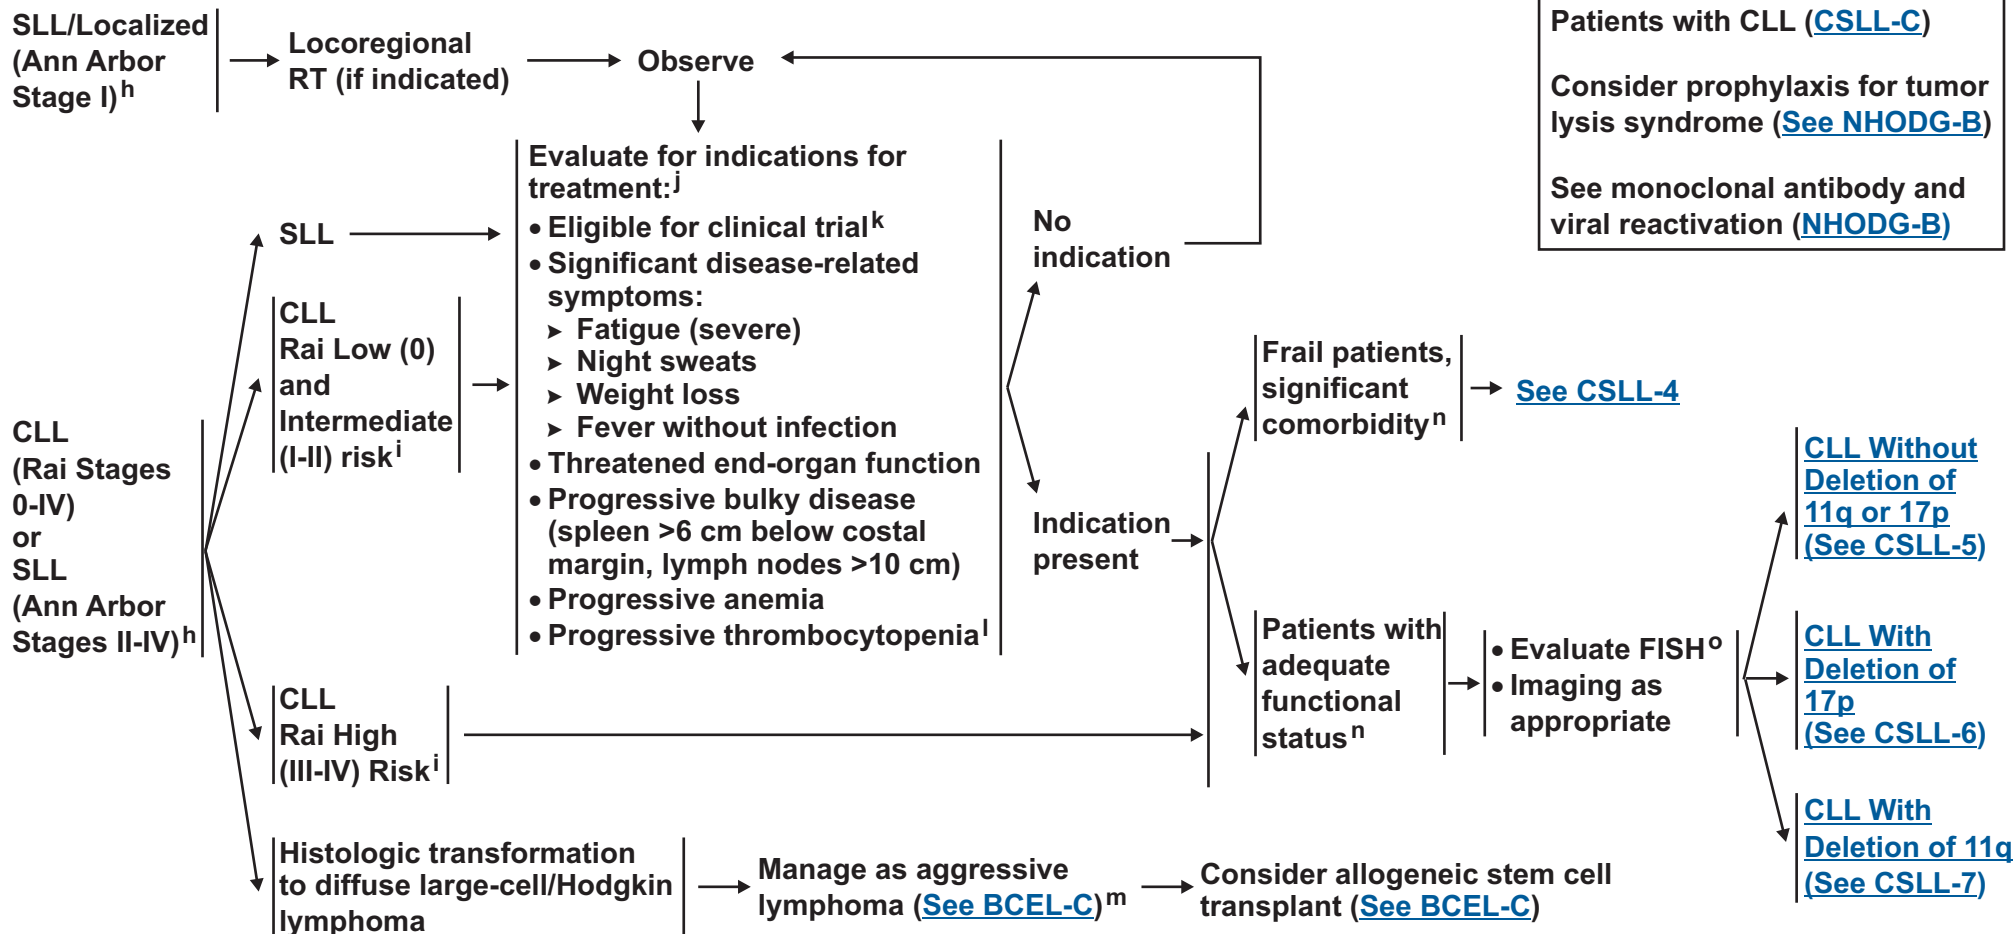 SLL/Localized
(Ann Arbor
Stage I)h
Locoregional
RT (if indicated)
Observe
Patients with CLL (CSLL-C)
Consider prophylaxis for tumor
lysis syndrome (See NHODG-B)
See monoclonal antibody and
viral reactivation (NHODG-B)
CLL
(Rai Stages
0-IV)
or
SLL
(Ann Arbor
Stages II-IV)h
SLL
CLL
Rai Low (0)
and
Intermediate
(I-II) riski
CLL
Rai High
(III-IV) Riski
Histologic transformation
to diffuse large-cell/Hodgkin
lymphoma
Evaluate for indications for
treatment:j
• Eligible for clinical trialk
• Significant disease-related
symptoms:
➤ Fatigue (severe)
➤ Night sweats
➤ Weight loss
➤ Fever without infection
• Threatened end-organ function
• Progressive bulky disease
(spleen >6 cm below costal
margin, lymph nodes >10 cm)
• Progressive anemia
• Progressive thrombocytopenial
No
indication
Indication
present
Frail patients,
significant
comorbidityn
See CSLL-4
Patients with
adequate
functional
statusn
• Evaluate FISHo
• Imaging as
appropriate
CLL Without
Deletion of
11q or 17p
(See CSLL-5)
CLL With
Deletion of
17p
(See CSLL-6)
CLL With
Deletion of 11q
(See CSLL-7)
Manage as aggressive
lymphoma (See BCEL-C)m
Consider allogeneic stem cell
transplant (See BCEL-C)